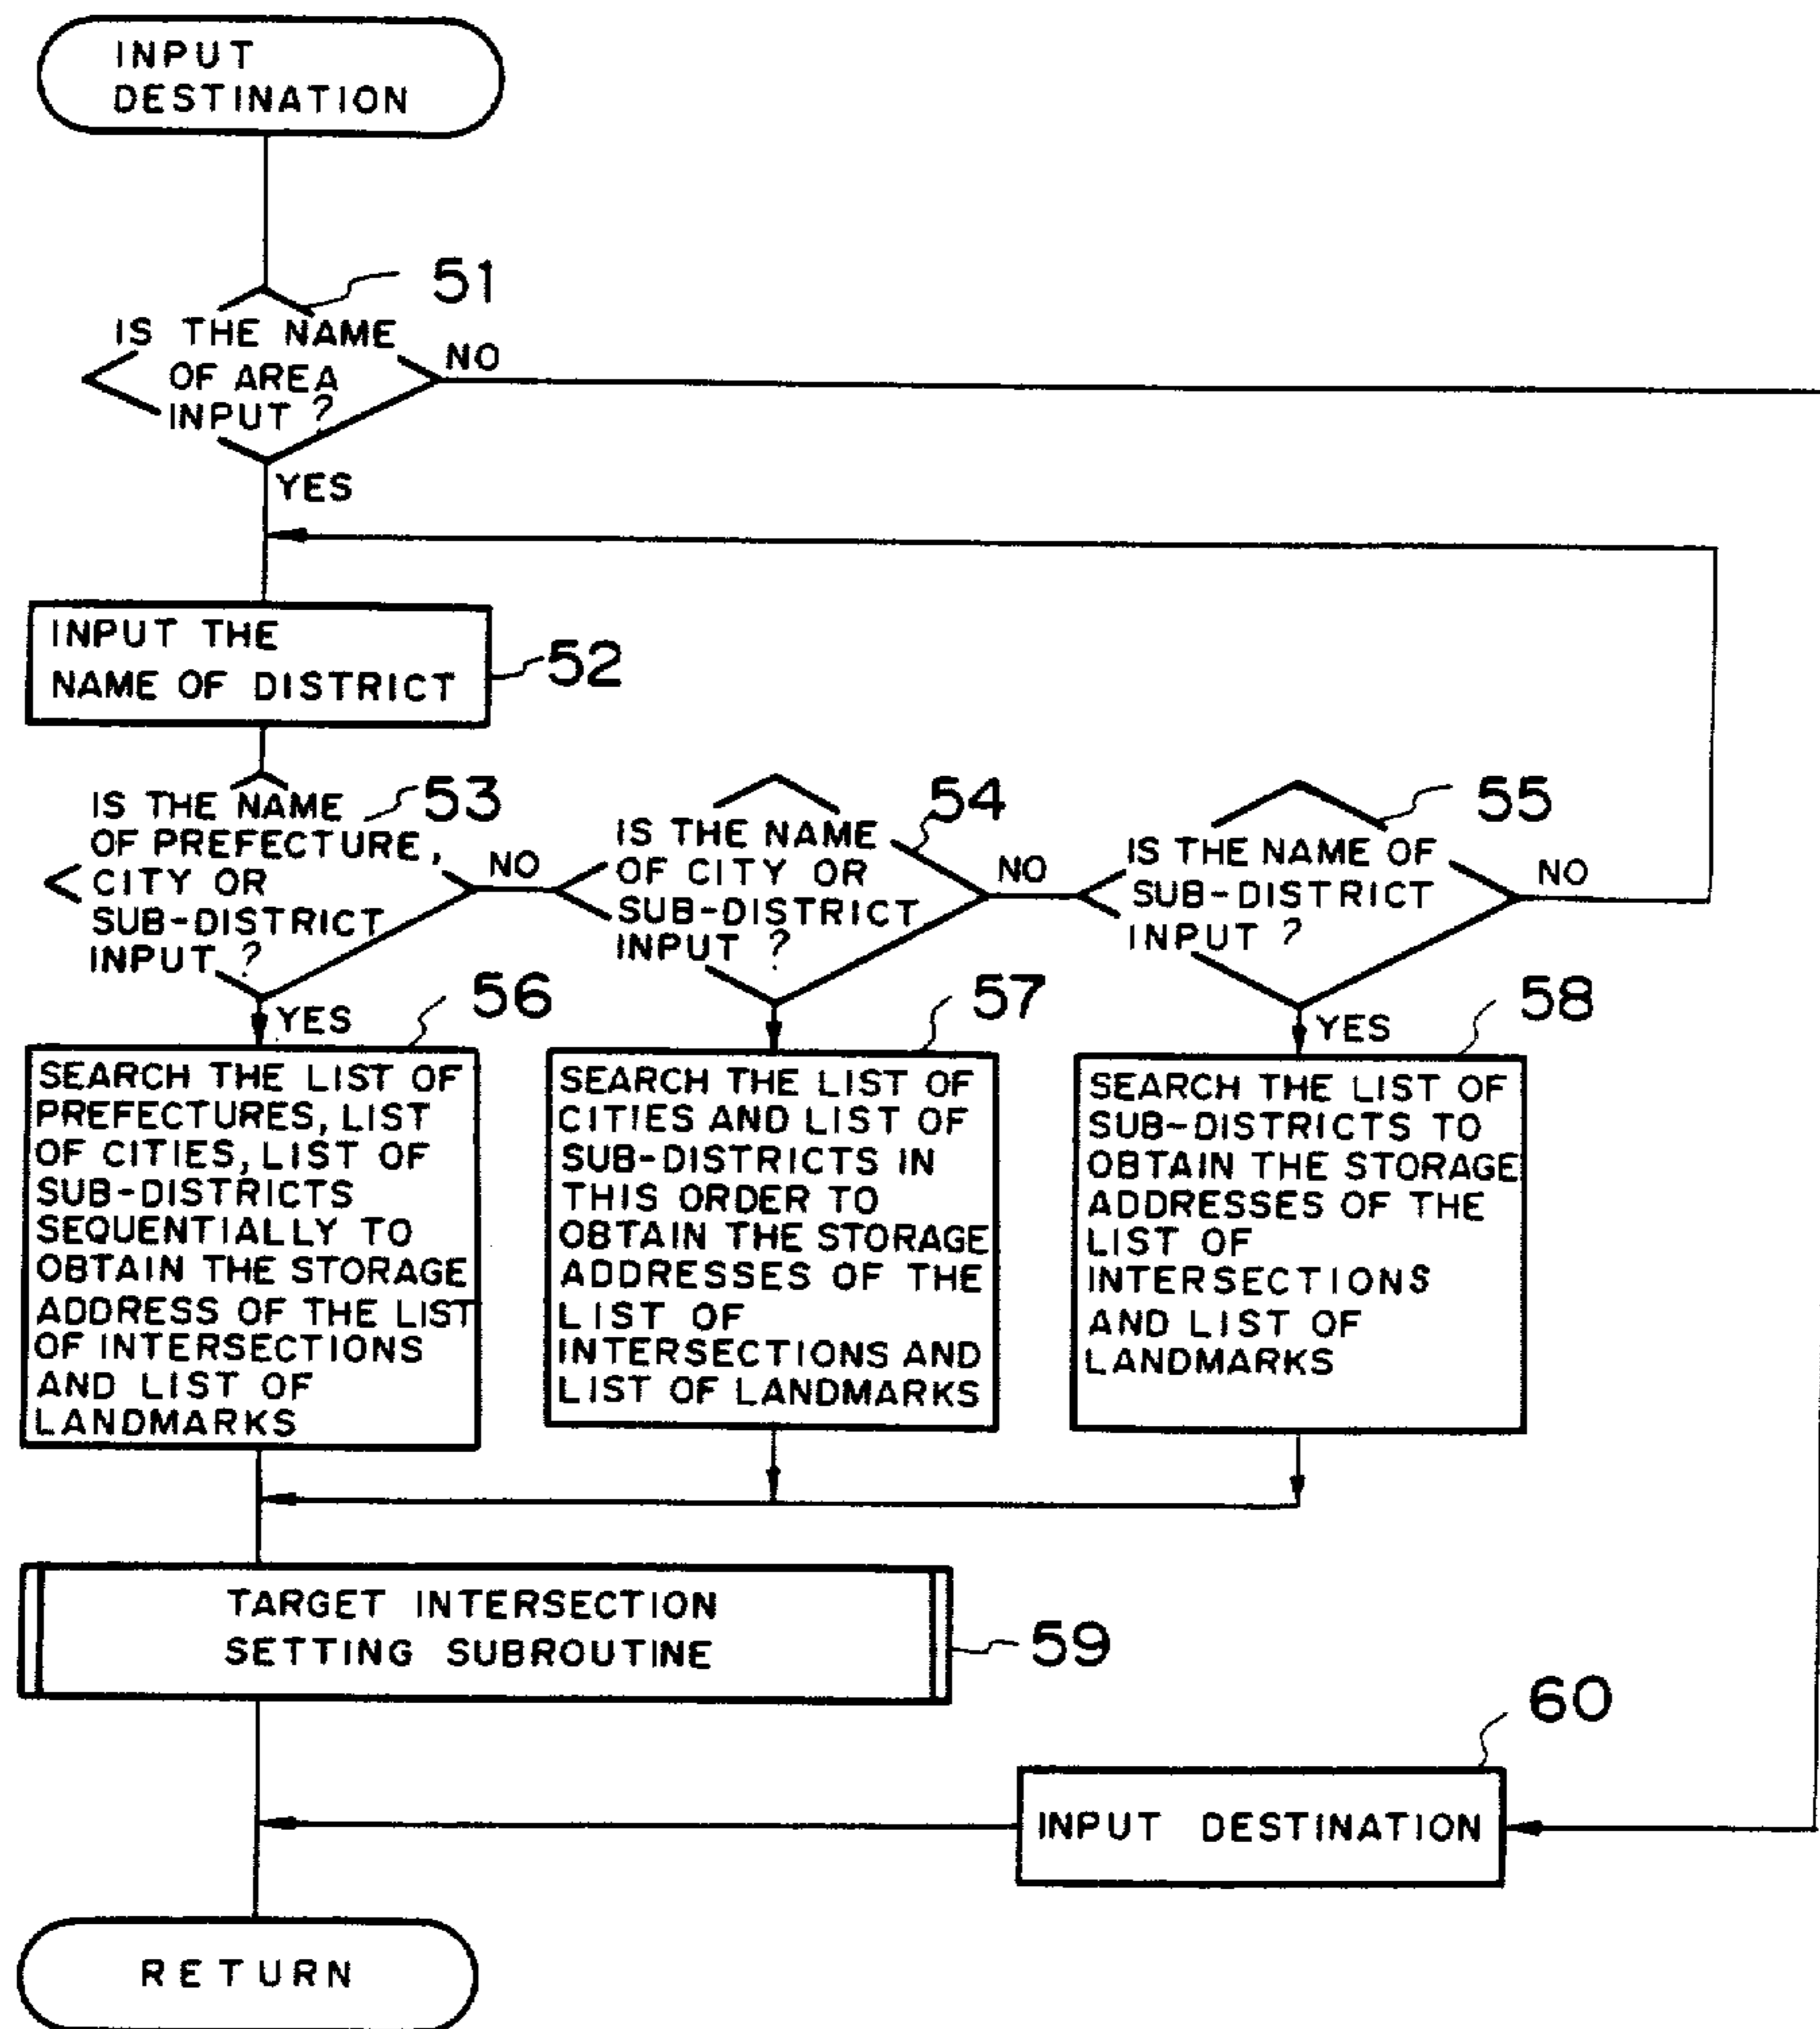 INPUT
DESTINATION
51
IS THE NAME
OF AREA
INPUT ?
NO
YES
INPUT THE
NAME OF DISTRICT
52
IS THE NAME
OF PREFECTURE,
CITY OR
SUB-DISTRICT
INPUT ?
53
NO
YES
IS THE NAME
OF CITY OR
SUB-DISTRICT
INPUT ?
54
NO
IS THE NAME OF
SUB-DISTRICT
INPUT ?
55
NO
YES
56
SEARCH THE LIST OF
PREFECTURES, LIST
OF CITIES, LIST OF
SUB-DISTRICTS
SEQUENTIALLY TO
OBTAIN THE STORAGE
ADDRESS OF THE LIST
OF INTERSECTIONS
AND LIST OF
LANDMARKS
57
SEARCH THE LIST OF
CITIES AND LIST OF
SUB-DISTRICTS IN
THIS ORDER TO
OBTAIN THE STORAGE
ADDRESSES OF THE
LIST OF
INTERSECTIONS AND
LIST OF LANDMARKS
58
SEARCH THE LIST OF
SUB-DISTRICTS TO
OBTAIN THE STORAGE
ADDRESSES OF THE
LIST OF
INTERSECTIONS
AND LIST OF
LANDMARKS
TARGET INTERSECTION
SETTING SUBROUTINE
59
60
INPUT DESTINATION
RETURN